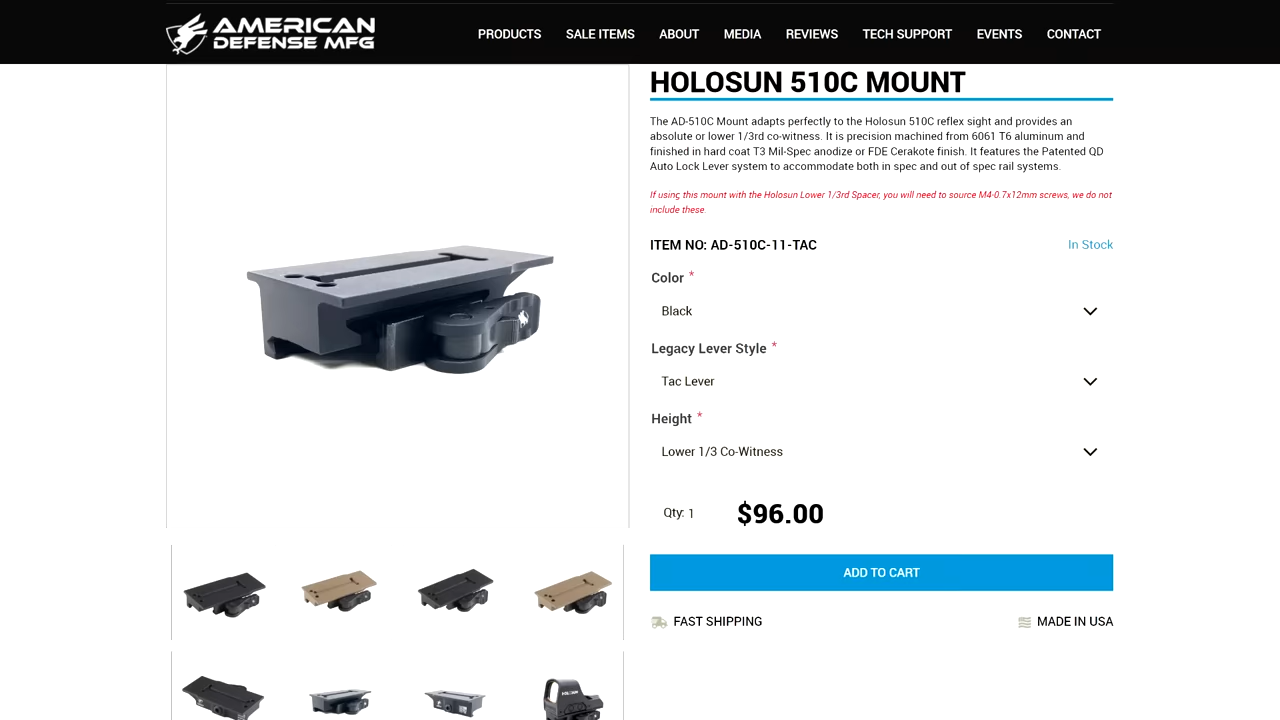 AMERICAN
DEFENSE MFG
PRODUCTS SALE ITEMS ABOUT MEDIA REVIEWS TECH SUPPORT EVENTS CONTACT
HOLOSUN 510C MOUNT
The AD-510C Mount adapts perfectly to the Holosun 510C reflex sight and provides an
absolute or lower 1/3rd co-witness. It is precision machined from 6061 T6 aluminum and
finished in hard coat T3 Mil-Spec anodize or FDE Cerakote finish. It features the Patented QD
Auto Lock Lever system to accommodate both in spec and out of spec rail systems.
If using this mount with the Holosun Lower 1/3rd Spacer, you will need to source M4-0.7x12mm screws, we do not
include these.
ITEM NO: AD-510C-11-TAC In Stock
Color *
Black
Legacy Lever Style *
Tac Lever
Height *
Lower 1/3 Co-Witness
Qty: 1 $96.00
ADD TO CART
FAST SHIPPING MADE IN USA
HOLOSUN